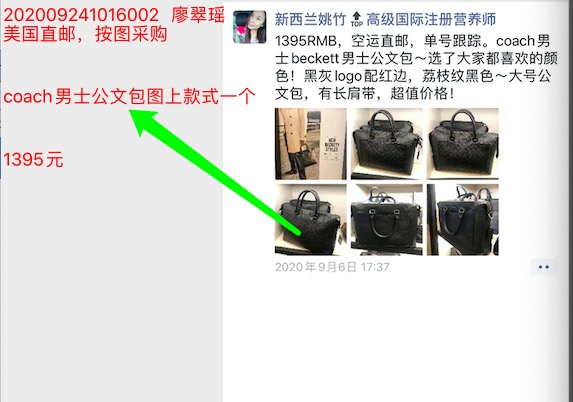 202009241016002 廖翠瑶
美国直邮，按图采购
coach男士公文包图上款式一个
1395元
新西兰姚竹 TOP 高级国际注册营养师
1395RMB，空运直邮，单号跟踪。coach男
士beckett男士公文包～选了大家都喜欢的颜
色！黑灰logo配红边，荔枝纹黑色～大号公
文包，有长肩带，超值价格！
NEW
BECKETT
STYLES
2020年9月6日 17:37